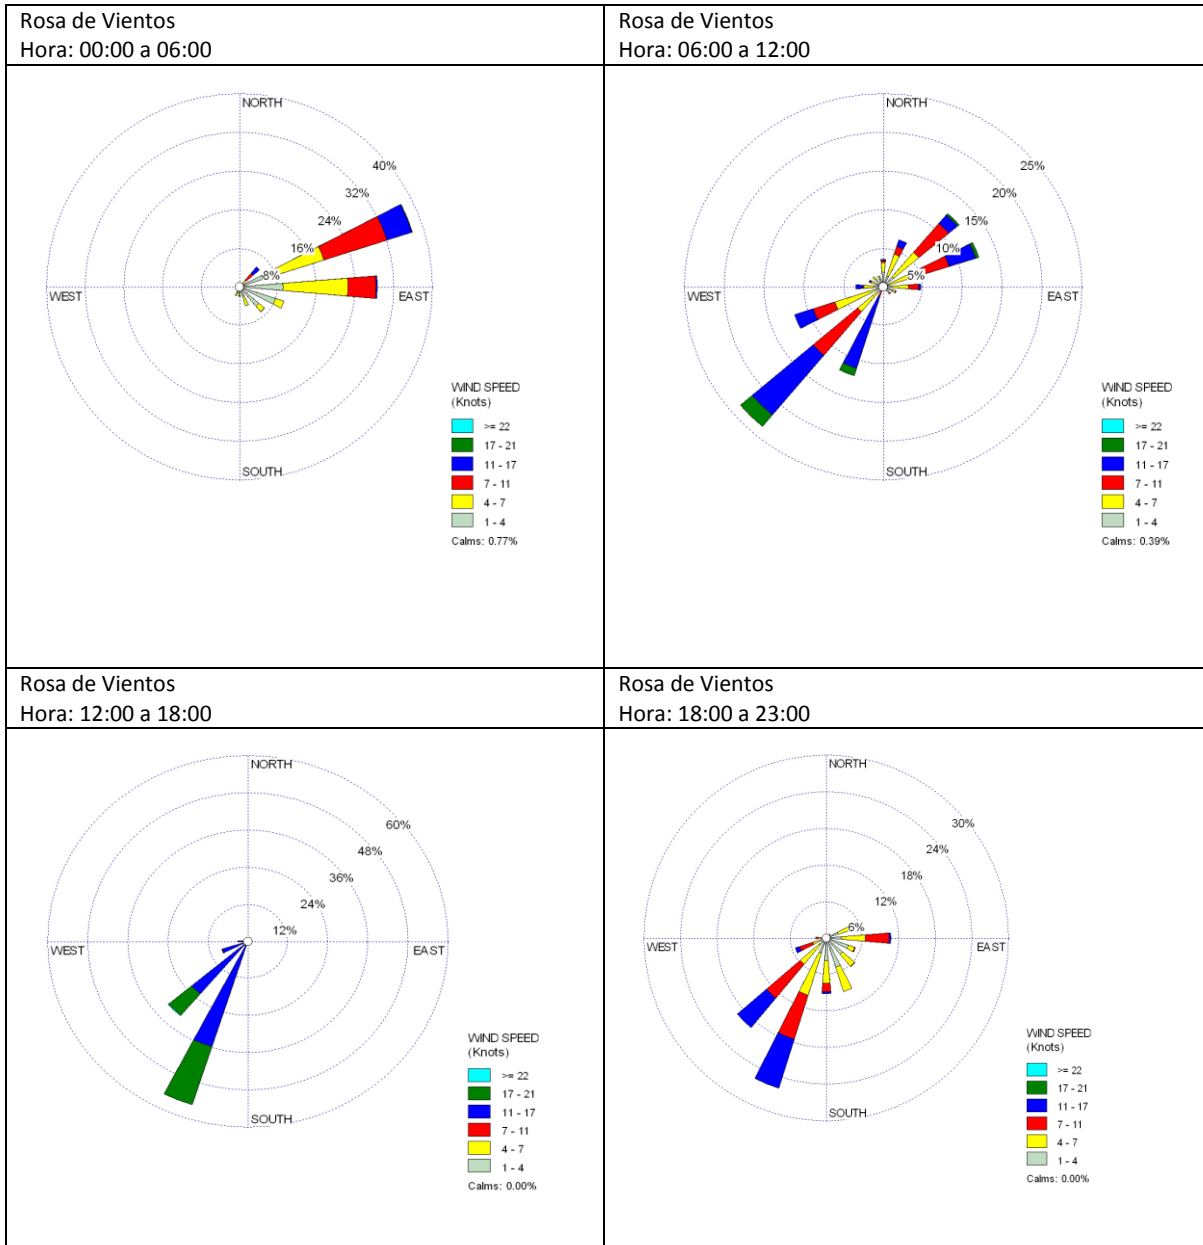 Rosa de Vientos
Hora: 00:00 a 06:00
NORTH
40%
32%
24%
16%
8%
WEST
EAST
SOUTH
WIND SPEED
(Knots)
>= 22
17 - 21
11 - 17
7 - 11
4 - 7
1 - 4
Calms: 0.77%
Rosa de Vientos
Hora: 06:00 a 12:00
NORTH
25%
20%
15%
10%
5%
WEST
EAST
SOUTH
WIND SPEED
(Knots)
>= 22
17 - 21
11 - 17
7 - 11
4 - 7
1 - 4
Calms: 0.39%
Rosa de Vientos
Hora: 12:00 a 18:00
NORTH
60%
48%
36%
24%
12%
WEST
EAST
SOUTH
WIND SPEED
(Knots)
>= 22
17 - 21
11 - 17
7 - 11
4 - 7
1 - 4
Calms: 0.00%
Rosa de Vientos
Hora: 18:00 a 23:00
NORTH
30%
24%
18%
12%
6%
WEST
EAST
SOUTH
WIND SPEED
(Knots)
>= 22
17 - 21
11 - 17
7 - 11
4 - 7
1 - 4
Calms: 0.00%